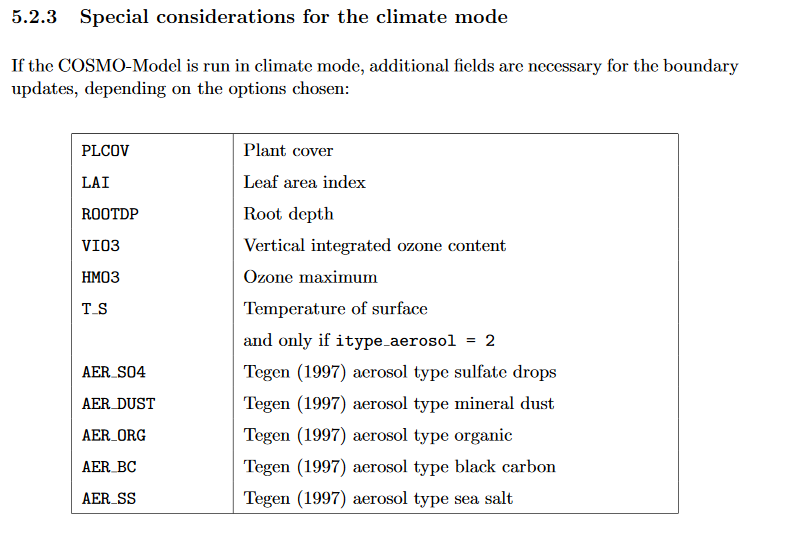 5.2.3 Special considerations for the climate mode
If the COSMO-Model is run in climate mode, additional fields are necessary for the boundary
updates, depending on the options chosen:
PLCOV Plant cover
LAI Leaf area index
ROOTDP Root depth
VIO3 Vertical integrated ozone content
HMO3 Ozone maximum
T_S Temperature of surface
and only if itype_aerosol = 2
AER_SO4 Tegen (1997) aerosol type sulfate drops
AER_DUST Tegen (1997) aerosol type mineral dust
AER_ORG Tegen (1997) aerosol type organic
AER_BC Tegen (1997) aerosol type black carbon
AER_SS Tegen (1997) aerosol type sea salt